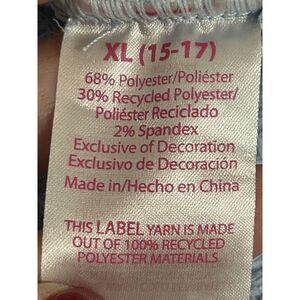 XL (15-17)
68% Polyester/Poliéster
30% Recycled Polyester/
Poliéster Reciclado
2% Spandex
Exclusive of Decoration
Exclusivo de Decoración
Made in/Hecho en China
THIS LABEL YARN IS MADE
OUT OF 100% RECYCLED
POLYESTER MATERIALS